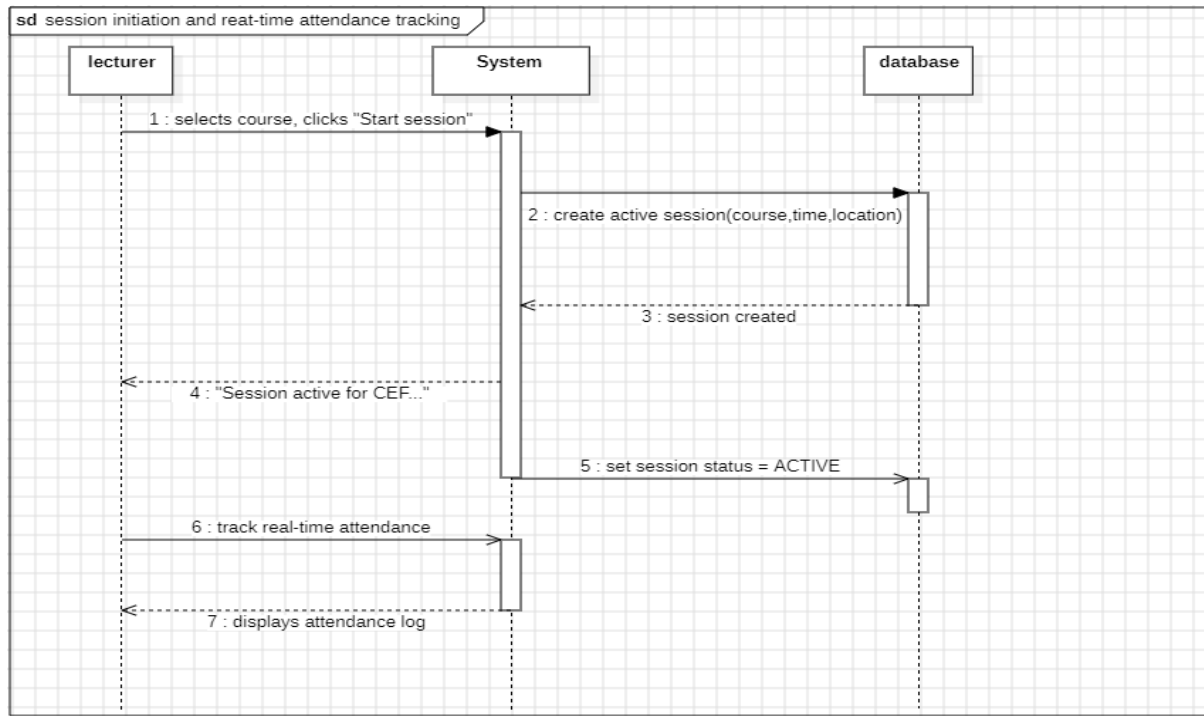 sd session initiation and reat-time attendance tracking
lecturer
System
database
1 : selects course, clicks "Start session"
2 : create active session(course,time,location)
3 : session created
4 : "Session active for CEF..."
5 : set session status = ACTIVE
6 : track real-time attendance
7 : displays attendance log